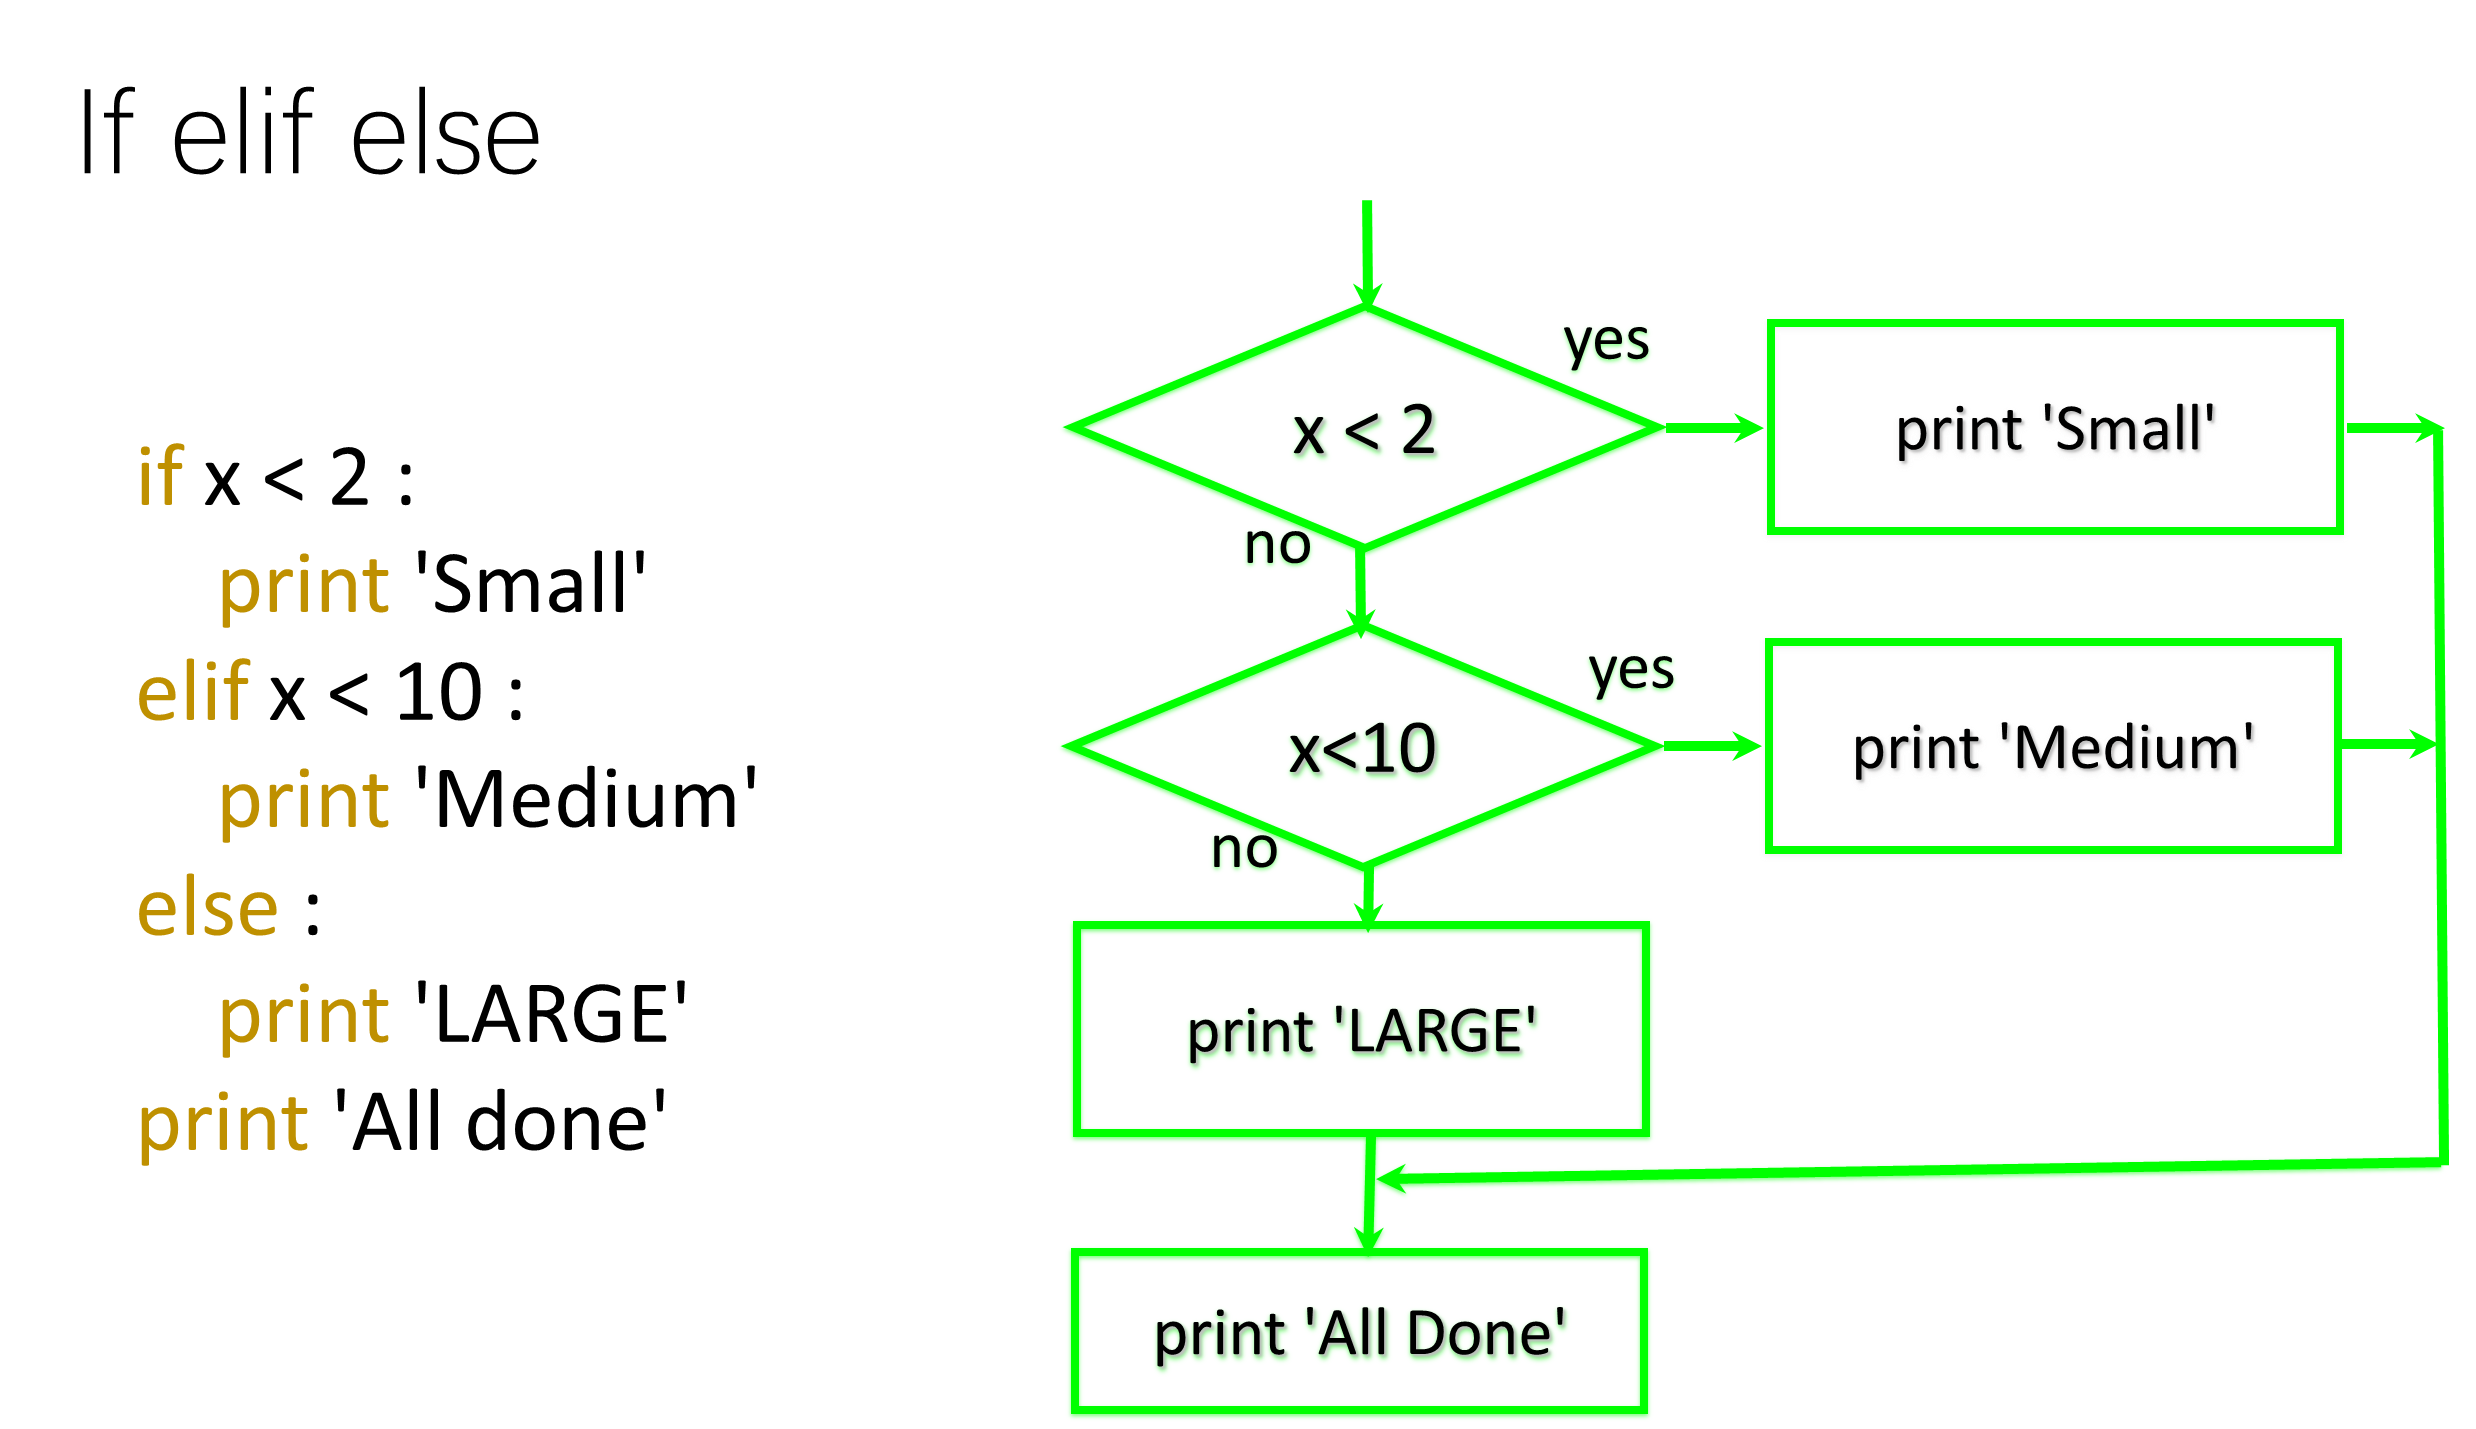 If elif else
if x < 2 :
print 'Small'
elif x < 10 :
print 'Medium'
else :
print 'LARGE'
print 'All done'
x < 2
yes
print 'Small'
no
x<10
yes
print 'Medium'
no
print 'LARGE'
print 'All Done'